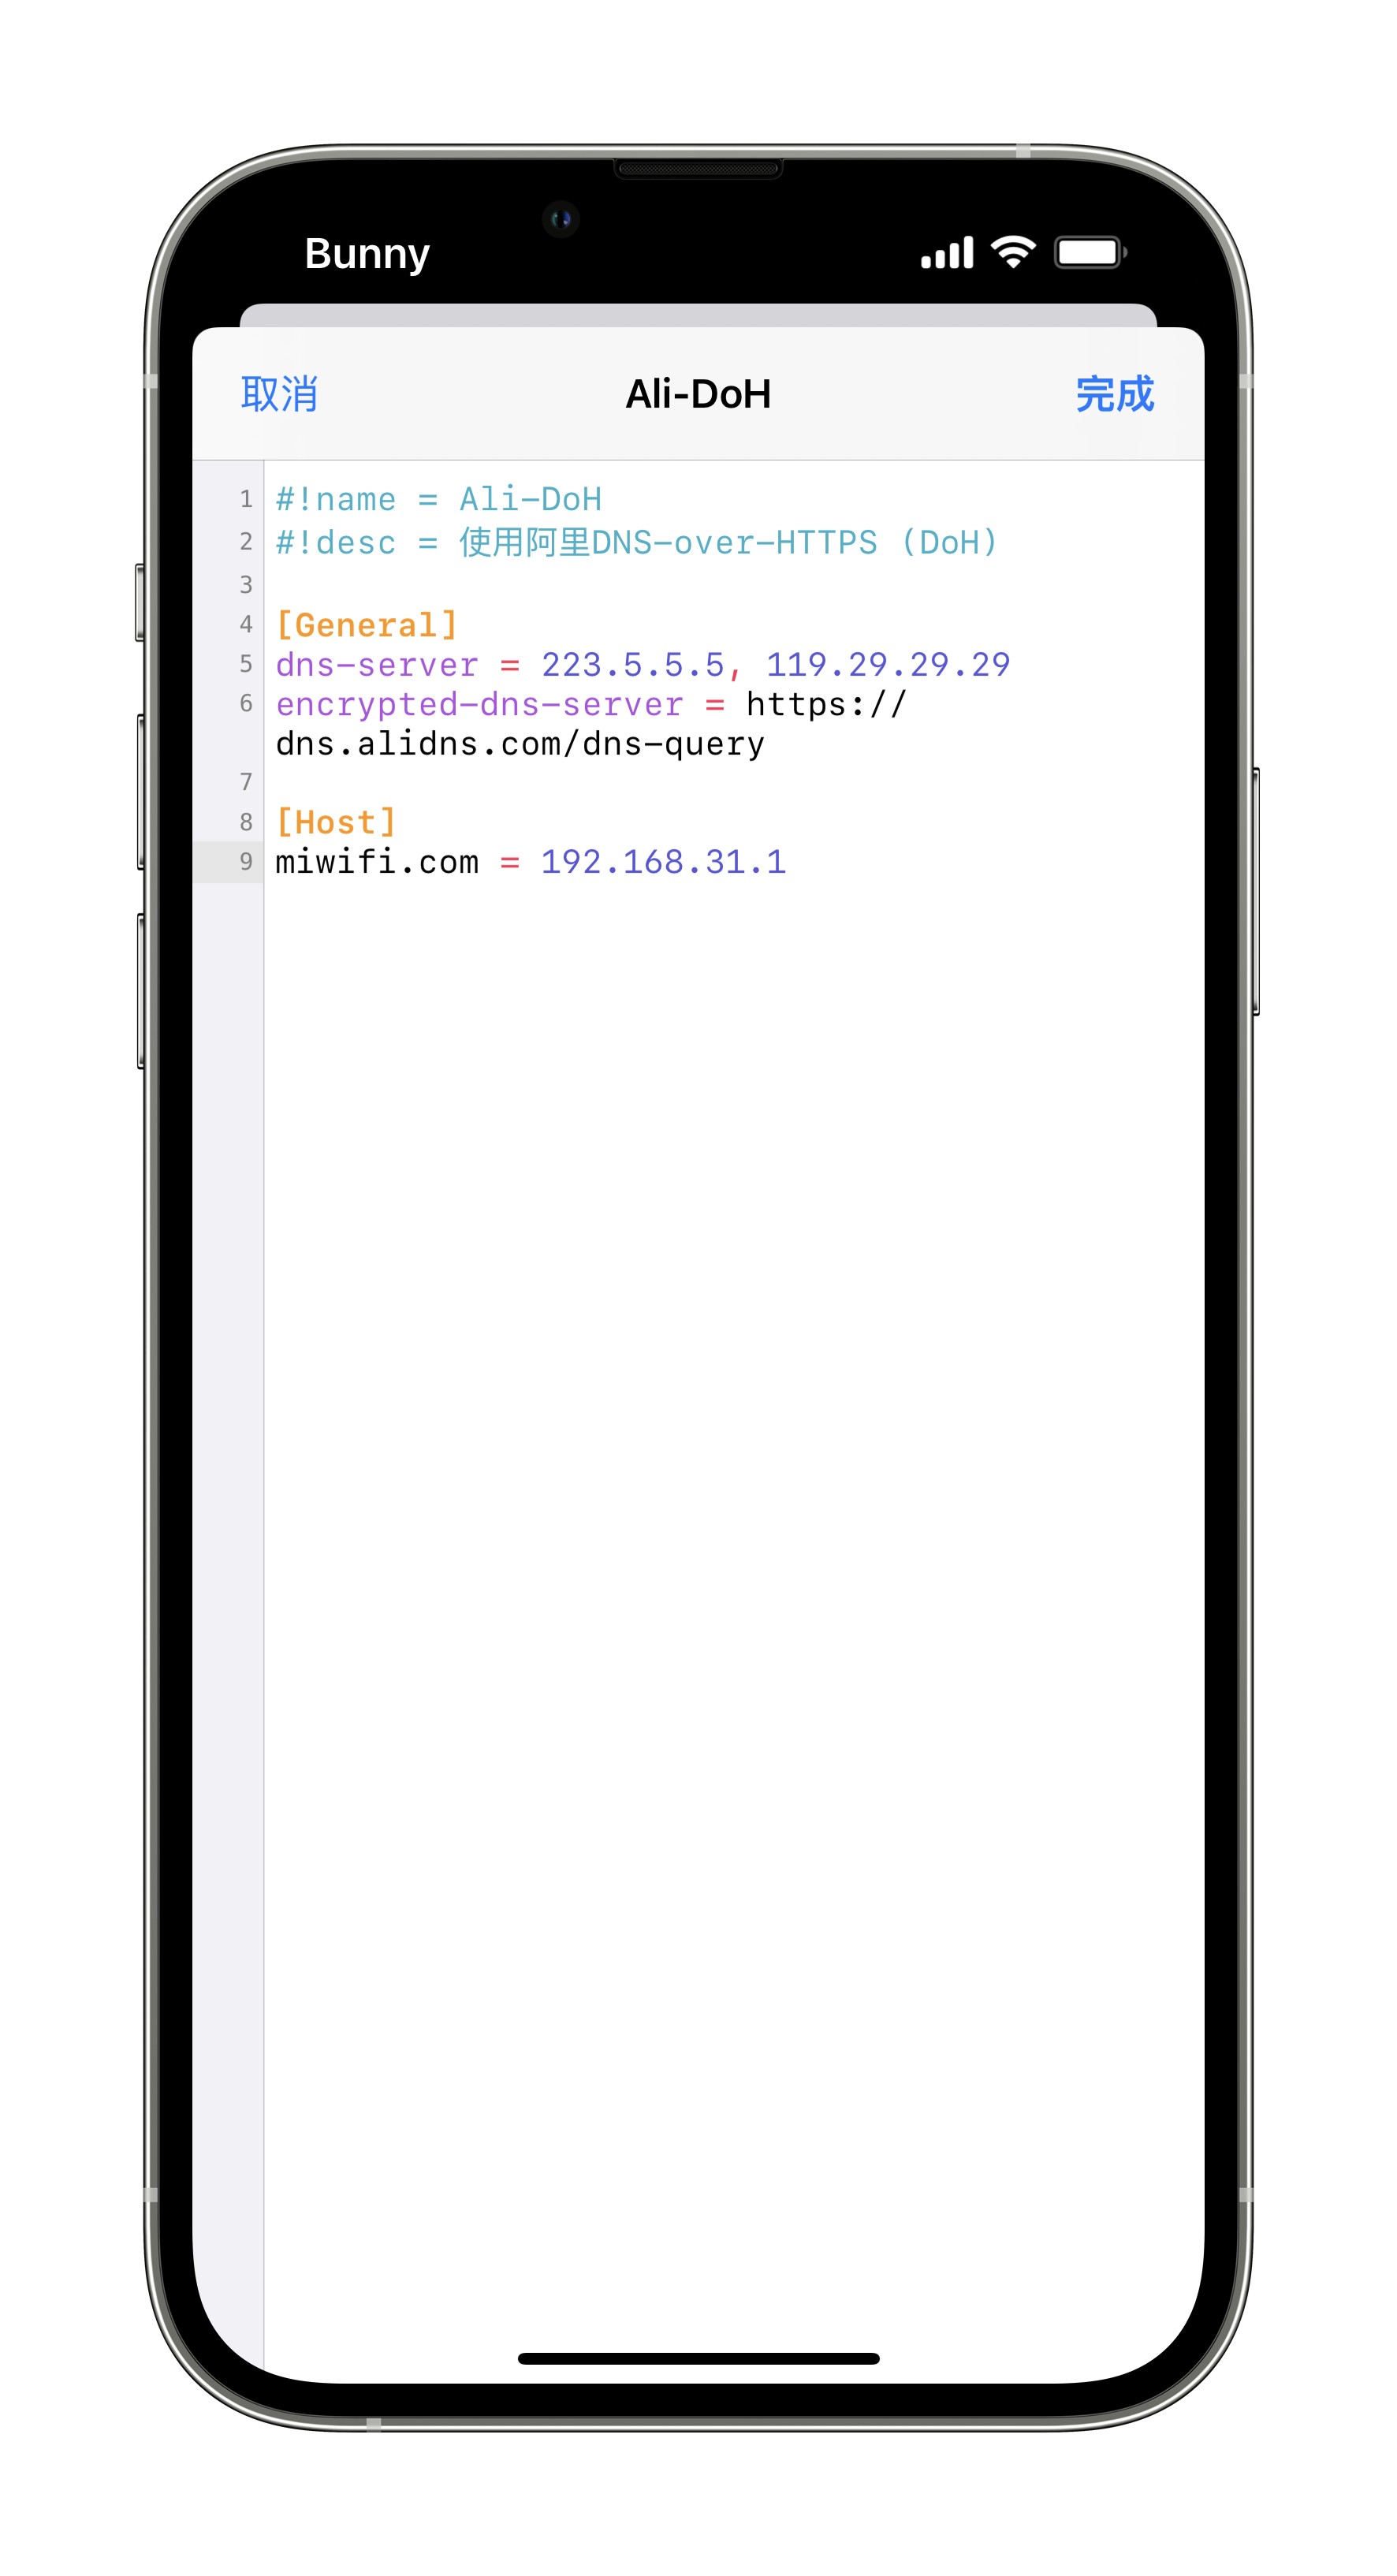 Bunny
取消 Ali-DoH 完成
1 #!name = Ali-DoH
2 #!desc = 使用阿里DNS-over-HTTPS (DoH)
3
4 [General]
5 dns-server = 223.5.5.5, 119.29.29.29
6 encrypted-dns-server = https://
dns.alidns.com/dns-query
7
8 [Host]
9 miwifi.com = 192.168.31.1